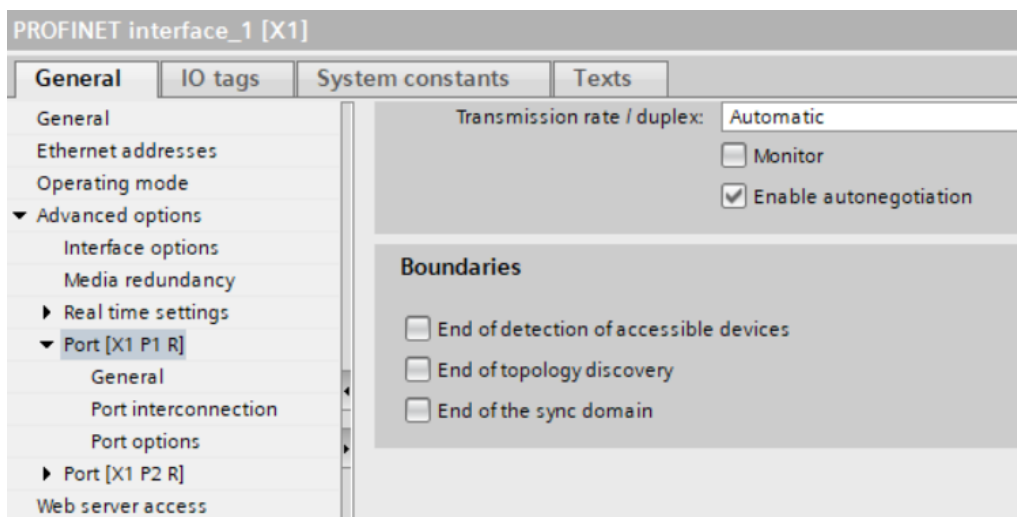 PROFINET interface_1 [X1]
General
IO tags
System constants
Texts
General
Ethernet addresses
Operating mode
Advanced options
Interface options
Media redundancy
Real time settings
Port [X1 P1 R]
General
Port interconnection
Port options
Port [X1 P2 R]
Web server access
Transmission rate / duplex: Automatic
Monitor
Enable autonegotiation
Boundaries
End of detection of accessible devices
End of topology discovery
End of the sync domain